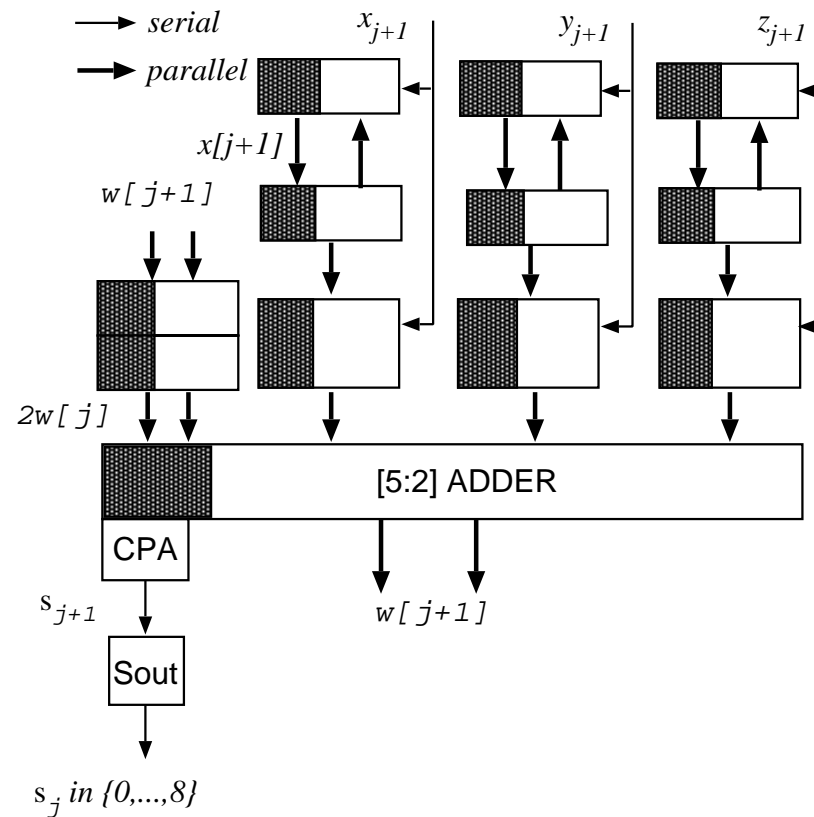 serial
parallel
x_{j+1}
y_{j+1}
z_{j+1}
x[j+1]
w[j+1]
2w[j]
[5:2] ADDER
CPA
s_{j+1}
w[j+1]
Sout
s_j in {0,...,8}